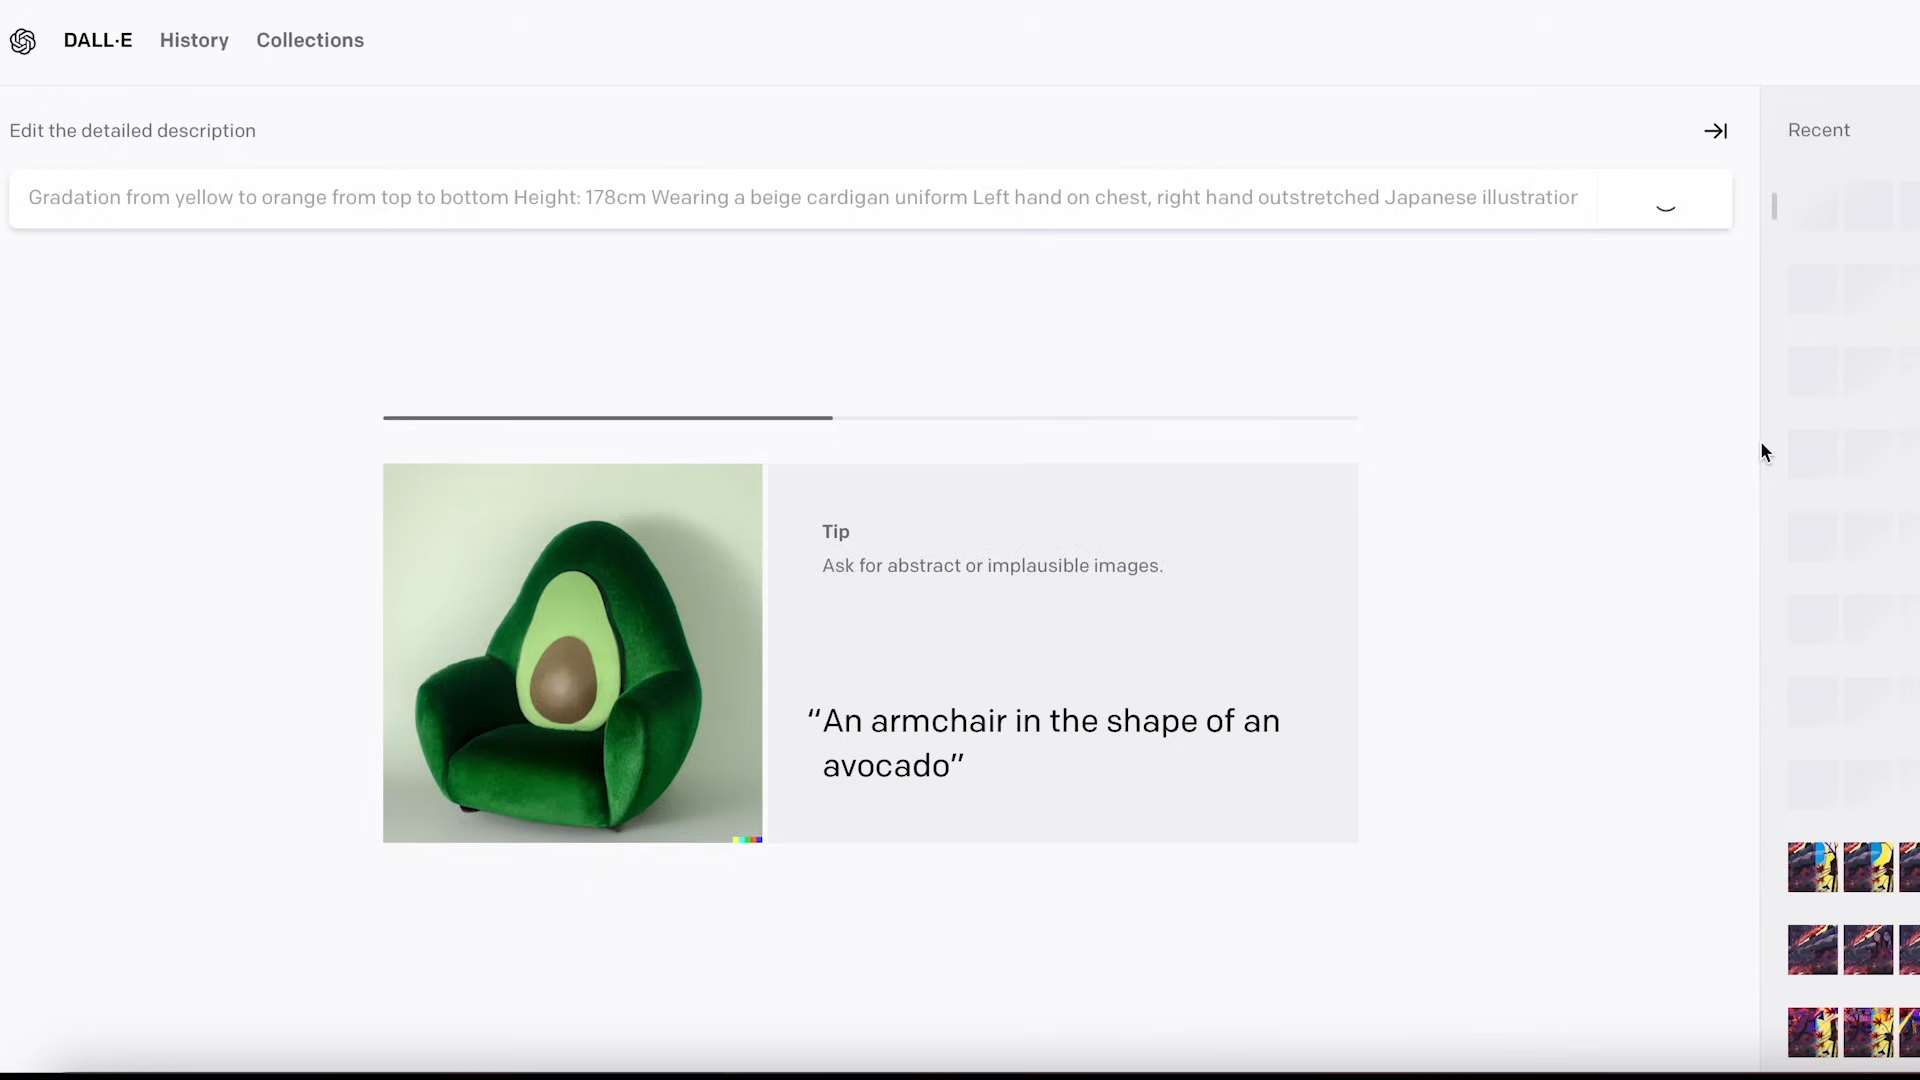 DALL·E History Collections
Edit the detailed description
Recent
Gradation from yellow to orange from top to bottom Height: 178cm Wearing a beige cardigan uniform Left hand on chest, right hand outstretched Japanese illustration
Tip
Ask for abstract or implausible images.
“An armchair in the shape of an
avocado”